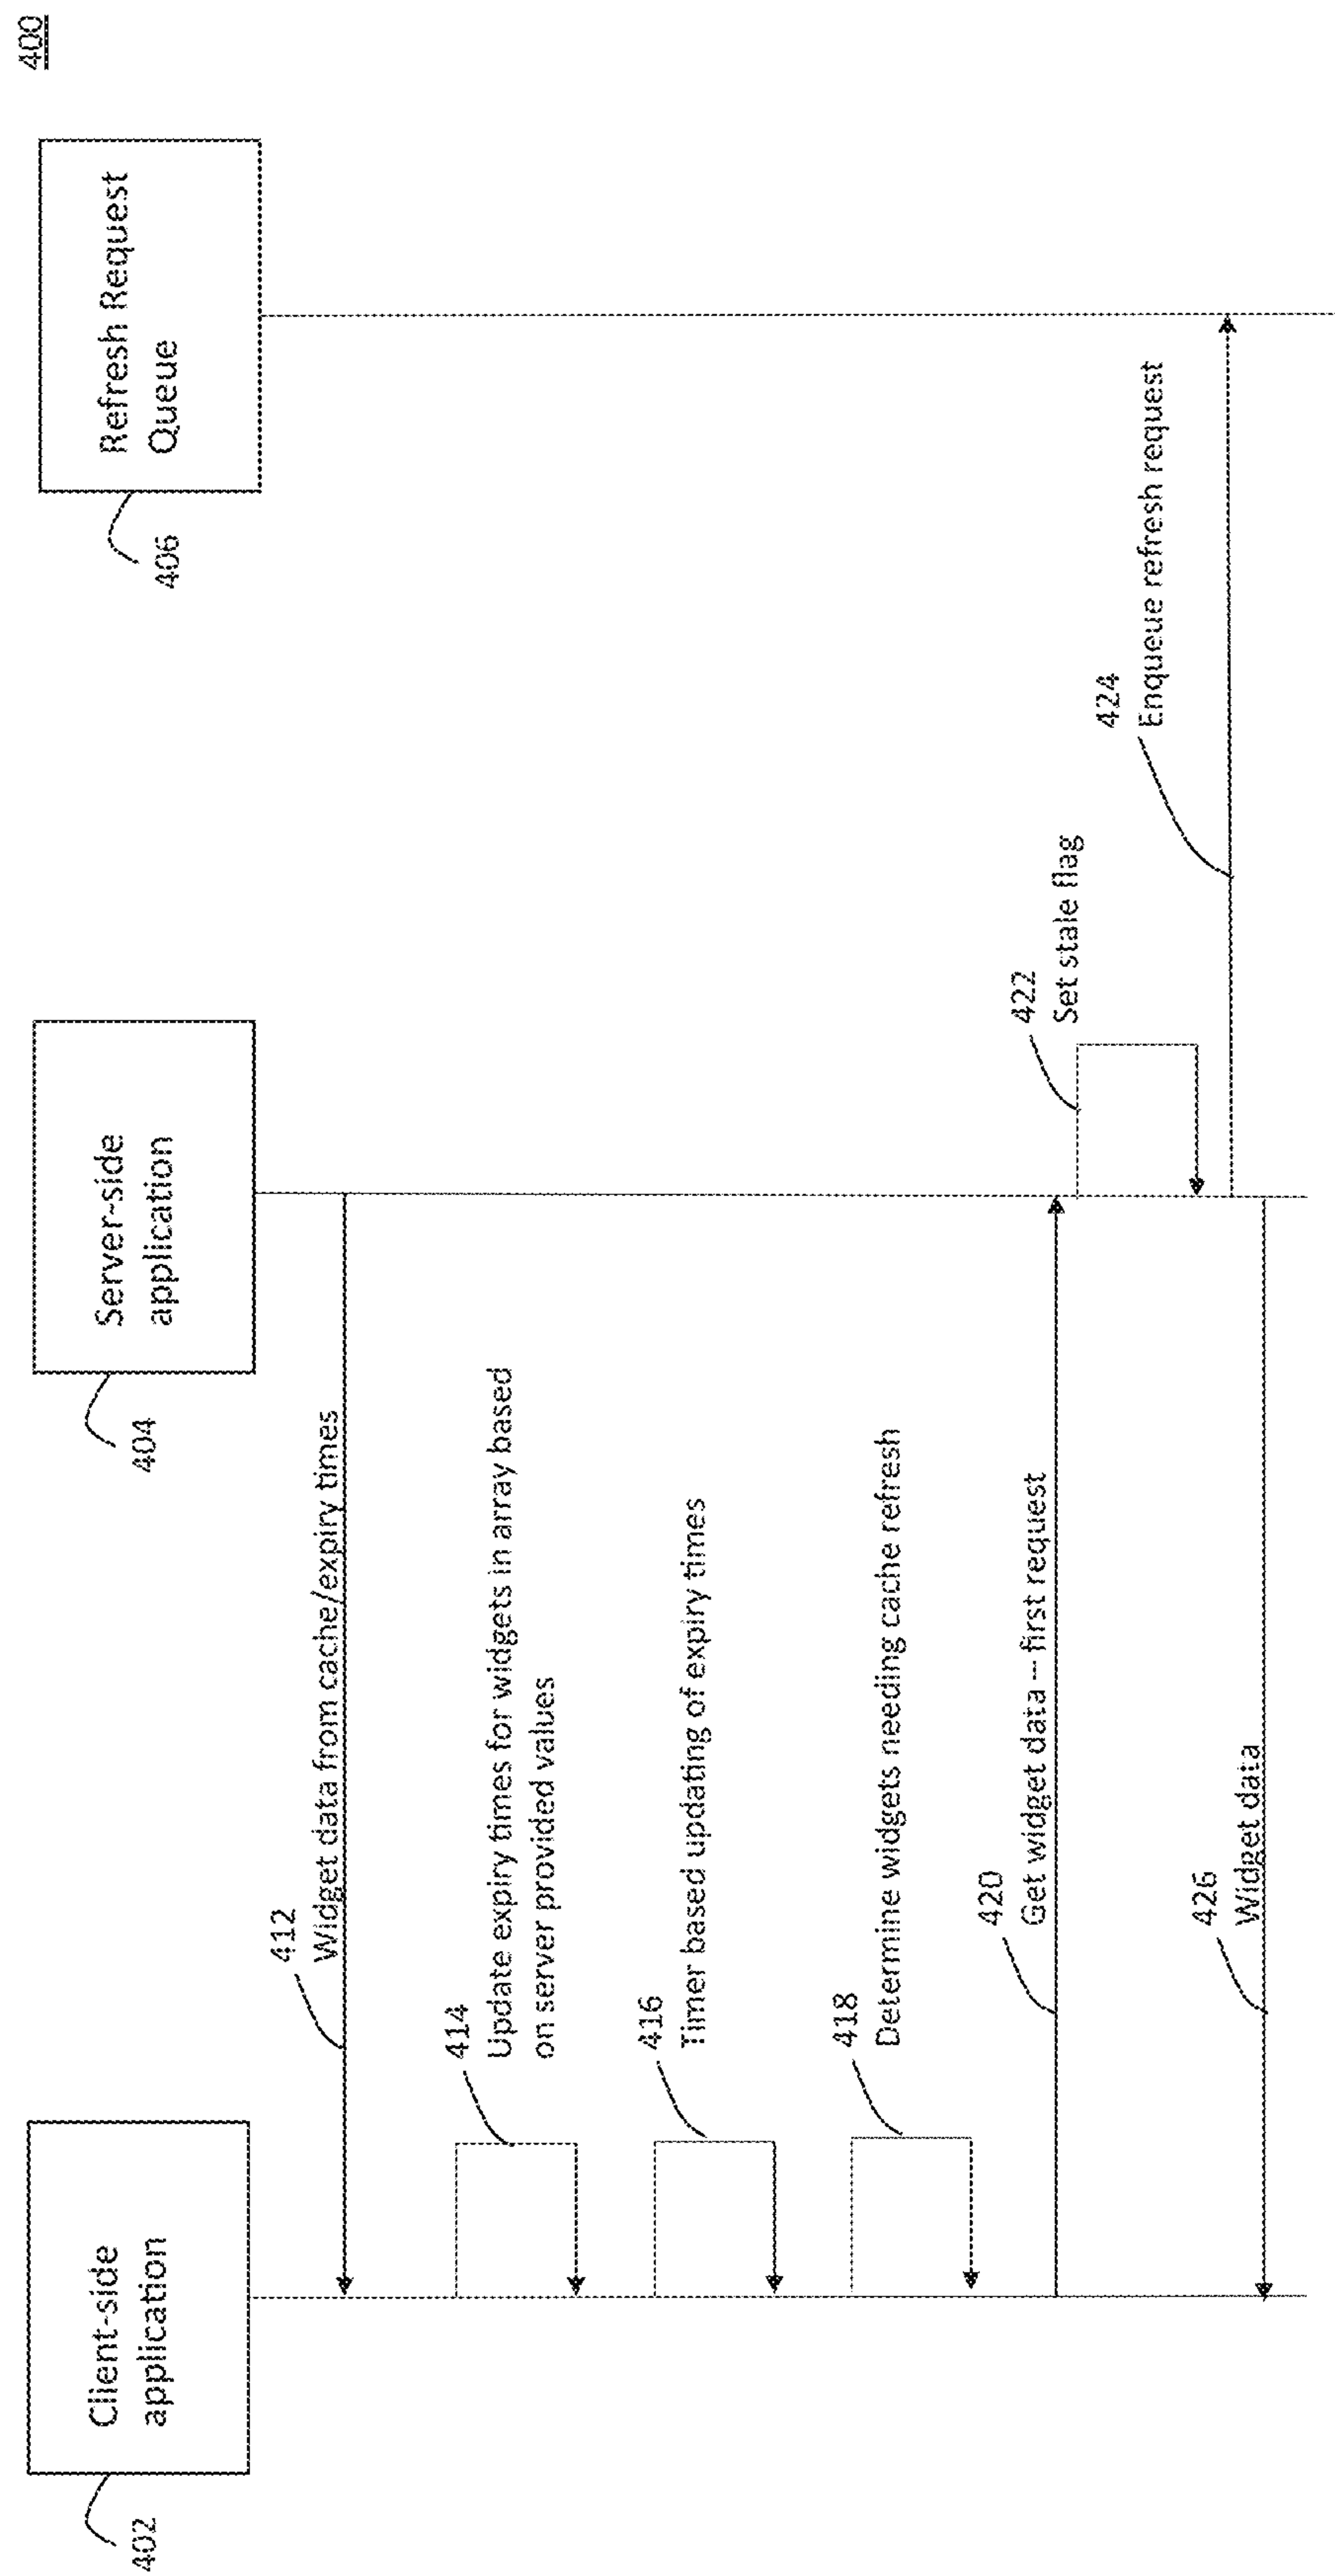 400
402
Client-side
application
404
Server-side
application
406
Refresh Request
Queue
412
Widget data from cache/expiry times
414
Update expiry times for widgets in array based
on server provided values
416
Timer based updating of expiry times
418
Determine widgets needing cache refresh
420
Get widget data -- first request
422
Set stale flag
424
Enqueue refresh request
426
Widget data